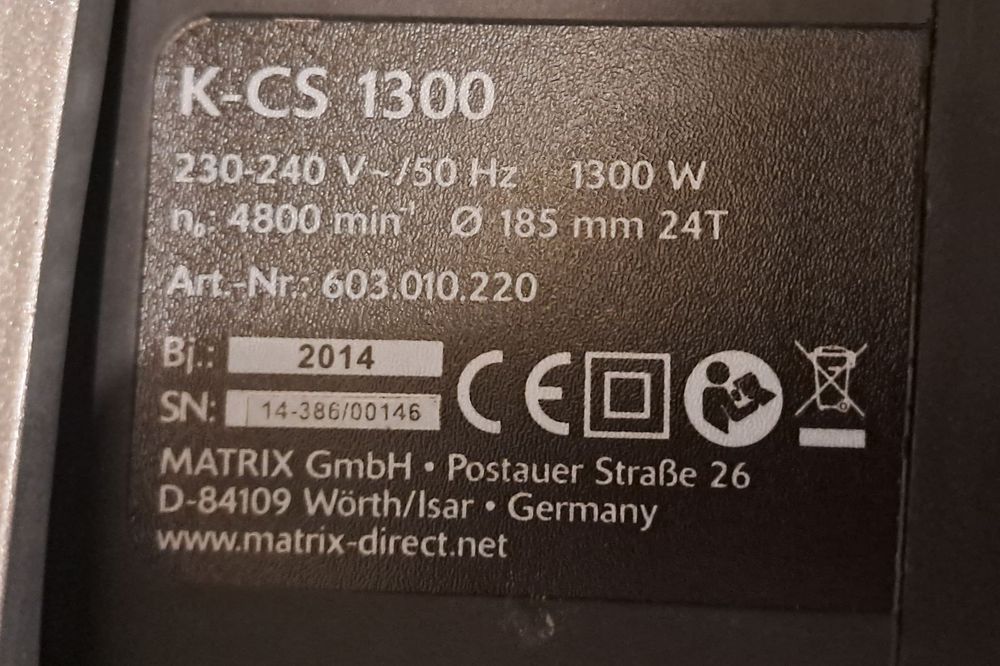 K-CS 1300
230-240 V~/50 Hz 1300 W
n₀: 4800 min⁻¹ Ø 185 mm 24T
Art.-Nr.: 603.010.220
Bj.: 2014
SN: 14-386/00146
CE
MATRIX GmbH • Postauer Straße 26
D-84109 Wörth/Isar • Germany
www.matrix-direct.net